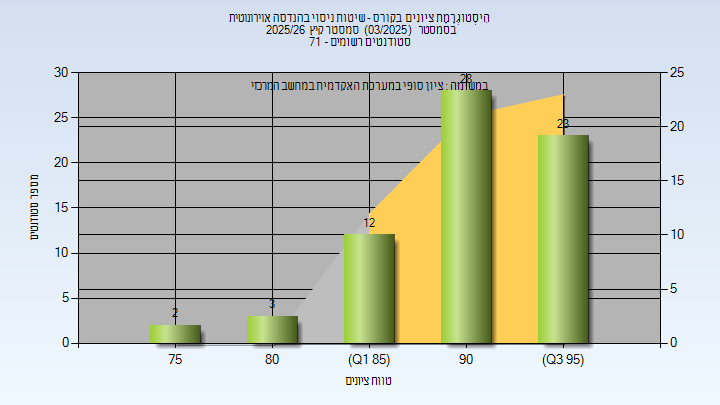 היסטוגרמת ציונים בקורס - שיטות ניסוי בהנדסה אוירונוטית
בסמסטר (03/2025) סמסטר קיץ 2025/26
סטודנטים רשומים - 71
במשימה : ציון סופי במערכת האקדמית במחשב המרכזי
מספר סטודנטים
30
25
20
15
10
5
0
25
20
15
10
5
0
2
3
12
28
23
75
80
(Q1 85)
90
(Q3 95)
טווח ציונים